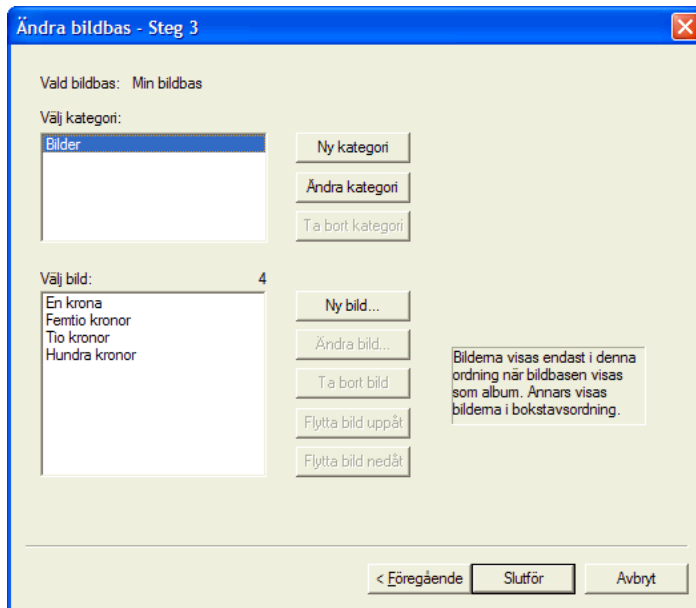 Ändra bildbas - Steg 3
Vald bildbas: Min bildbas
Välj kategori:
Bilder
Ny kategori
Ändra kategori
Ta bort kategori
Välj bild: 4
En krona
Femtio kronor
Tio kronor
Hundra kronor
Ny bild...
Ändra bild...
Ta bort bild
Flytta bild uppåt
Flytta bild nedåt
Bilderna visas endast i denna
ordning när bildbasen visas
som album. Annars visas
bilderna i bokstavsordning.
< Föregående
Slutför
Avbryt